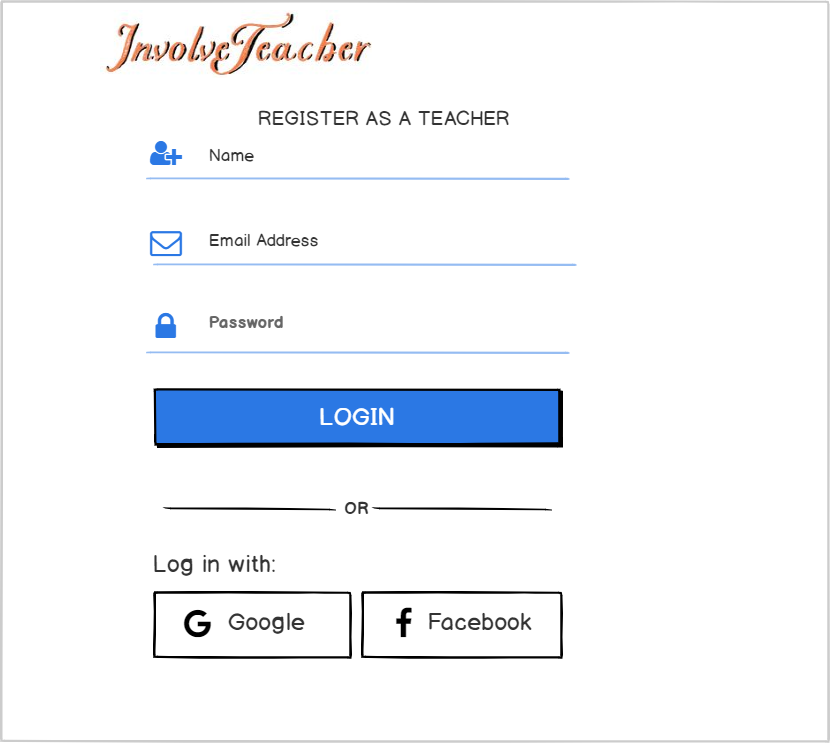 InvolveTeacher
REGISTER AS A TEACHER
Name
Email Address
Password
LOGIN
OR
Log in with:
Google Facebook